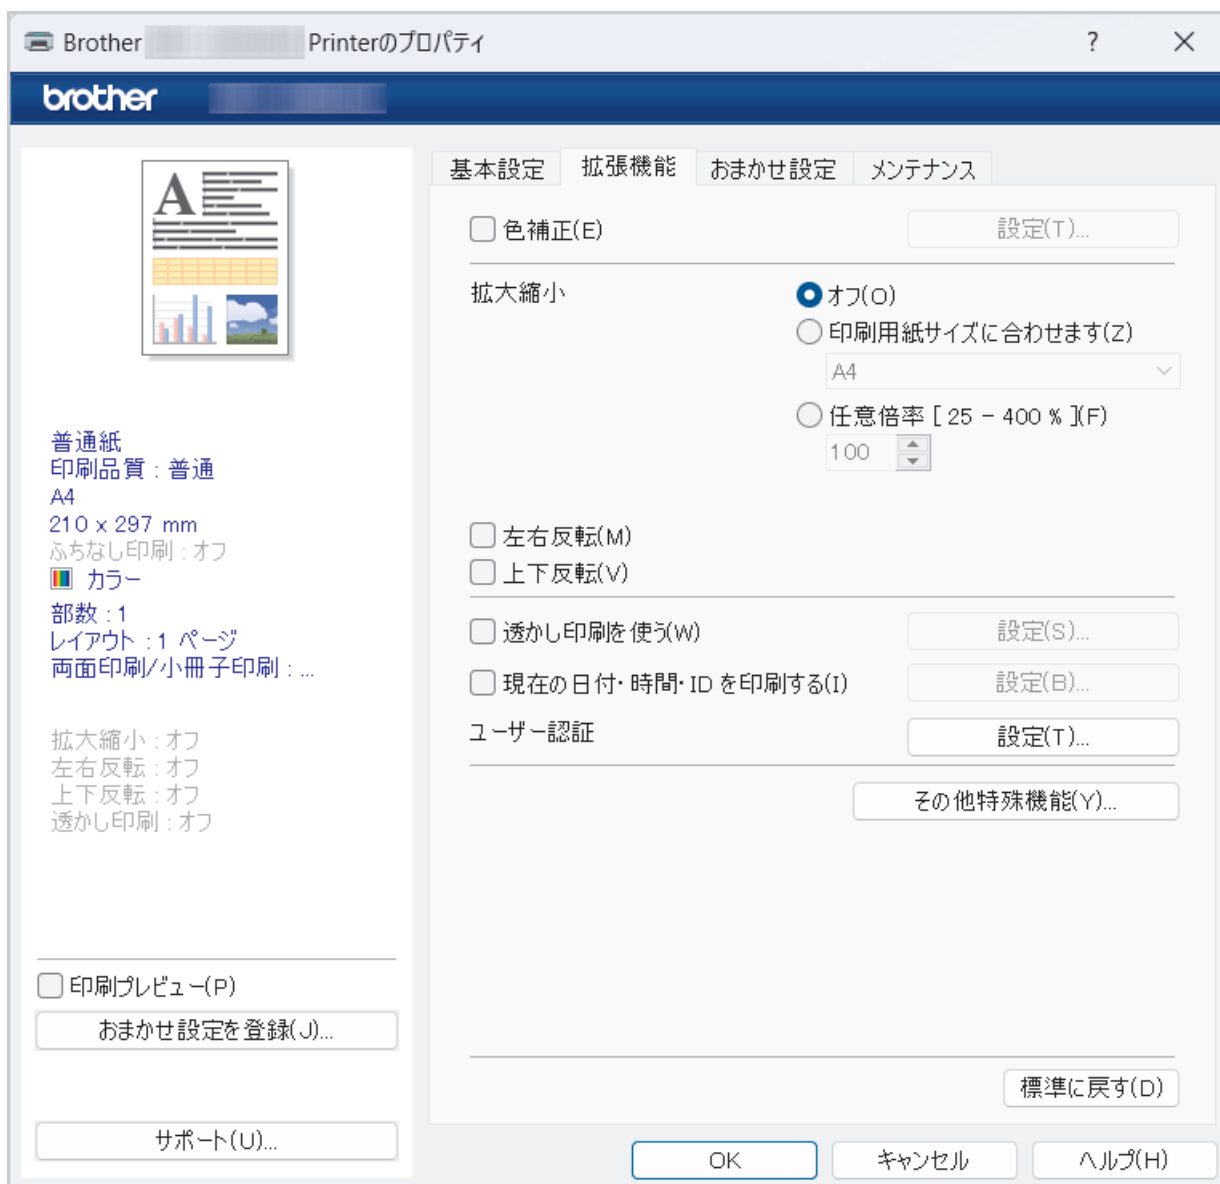 Brother Printerのプロパティ
brother
基本設定 拡張機能 おまかせ設定 メンテナンス
A
普通紙
印刷品質 : 普通
A4
210 x 297 mm
ふちなし印刷 : オフ
カラー
部数 : 1
レイアウト : 1 ページ
両面印刷/小冊子印刷 : ...
拡大縮小 : オフ
左右反転 : オフ
上下反転 : オフ
透かし印刷 : オフ
印刷プレビュー(P)
おまかせ設定を登録(J)...
サポート(U)...
色補正(E) 設定(T)...
拡大縮小 オフ(O)
印刷用紙サイズに合わせます(Z)
A4
任意倍率 [ 25 - 400 % ](F)
100
左右反転(M)
上下反転(V)
透かし印刷を使う(W) 設定(S)...
現在の日付・時間・ID を印刷する(I) 設定(B)...
ユーザー認証 設定(T)...
その他特殊機能(Y)...
標準に戻す(D)
OK キャンセル ヘルプ(H)